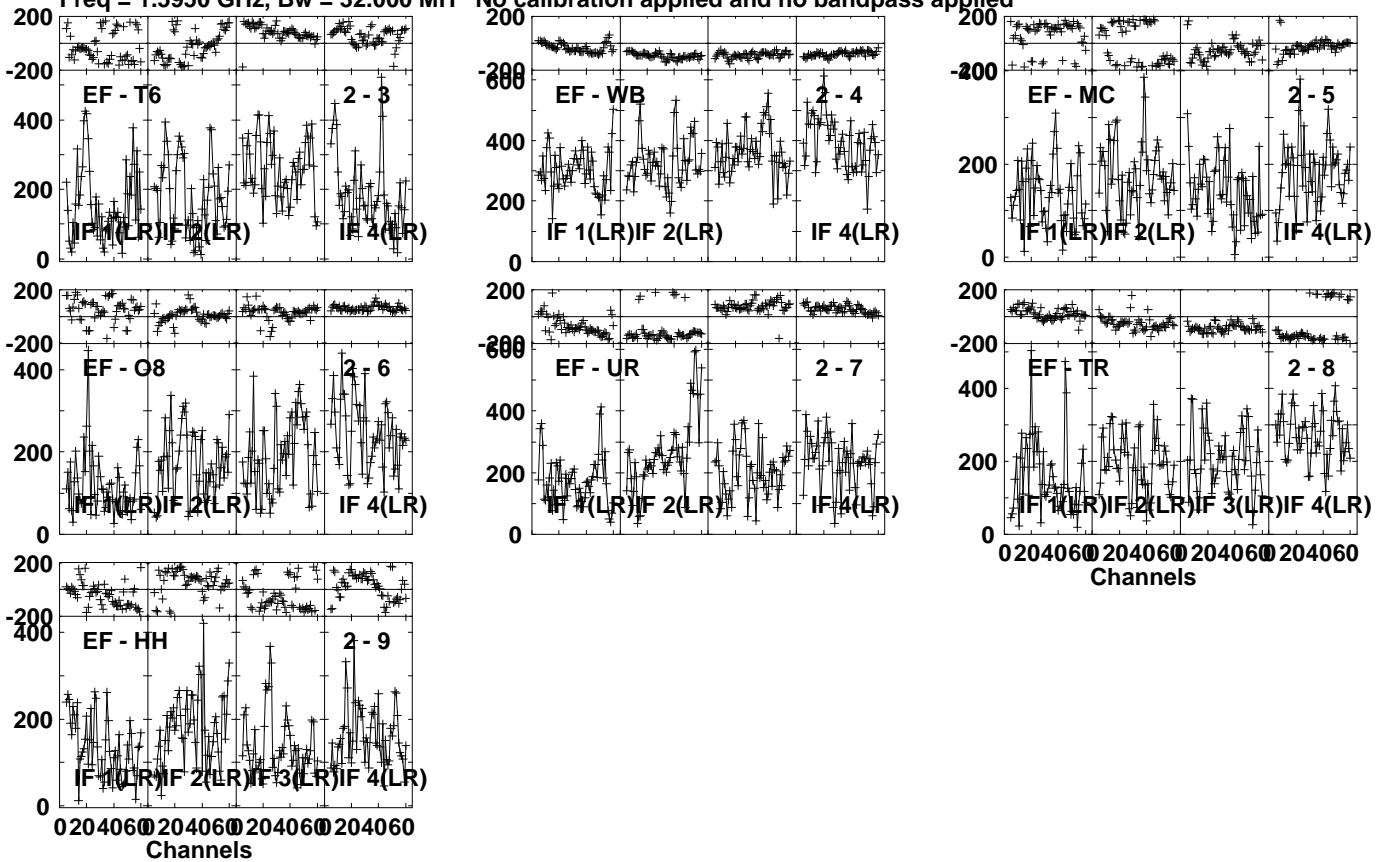 Freq = 1.5950 GHz, Bw = 32.000 MH No calibration applied and no bandpass applied
200
-200
EF - T6 2 - 3
400
200
0
IF 1(LR) IF 2(LR) IF 4(LR)
-200
600
EF - WB 2 - 4
400
200
0
IF 1(LR) IF 2(LR) IF 4(LR)
200
-200
400
EF - MC 2 - 5
200
0
IF 1(LR) IF 2(LR) IF 4(LR)
200
-200
EF - O8 2 - 6
400
200
0
IF 1(LR) IF 2(LR) IF 4(LR)
200
-200
600
EF - UR 2 - 7
400
200
0
IF 1(LR) IF 2(LR) IF 4(LR)
200
-200
EF - TR 2 - 8
400
200
0
IF 1(LR) IF 2(LR) IF 3(LR) IF 4(LR)
0 20 40 60 0 20 40 60 0 20 40 60 0 20 40 60
Channels
200
-200
400
EF - HH 2 - 9
200
0
IF 1(LR) IF 2(LR) IF 3(LR) IF 4(LR)
0 20 40 60 0 20 40 60 0 20 40 60 0 20 40 60
Channels